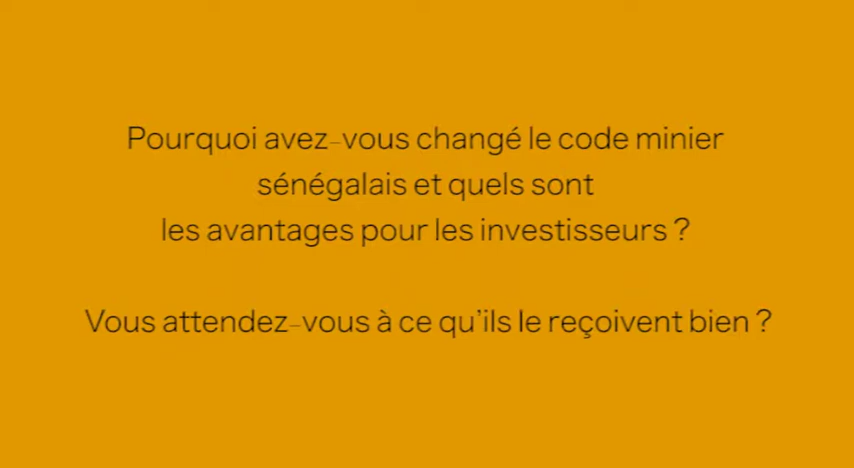 Pourquoi avez-vous changé le code minier
sénégalais et quels sont
les avantages pour les investisseurs ?
Vous attendez-vous à ce qu'ils le reçoivent bien ?